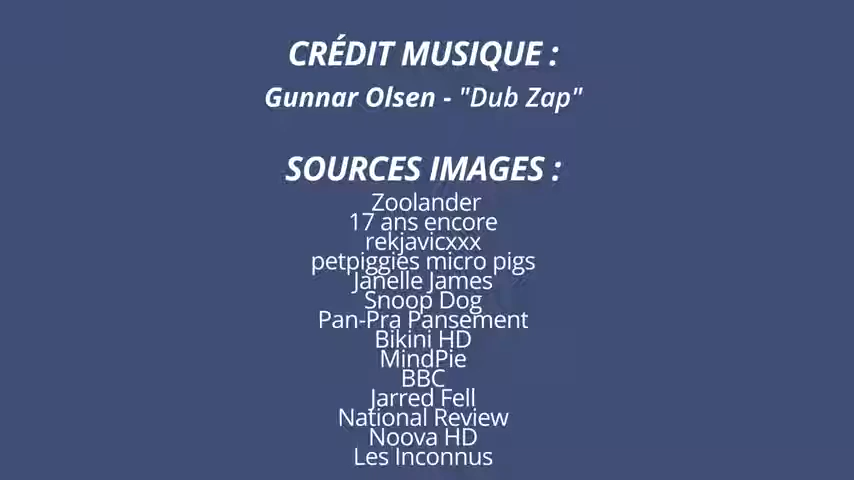 CRÉDIT MUSIQUE :
Gunnar Olsen - "Dub Zap"
SOURCES IMAGES :
Zoolander
17 ans encore
rekjavicxxx
petpiggies micro pigs
Janelle James
Snoop Dog
Pan-Pra Pansement
Bikini HD
MindPie
BBC
Jarred Fell
National Review
Noova HD
Les Inconnus